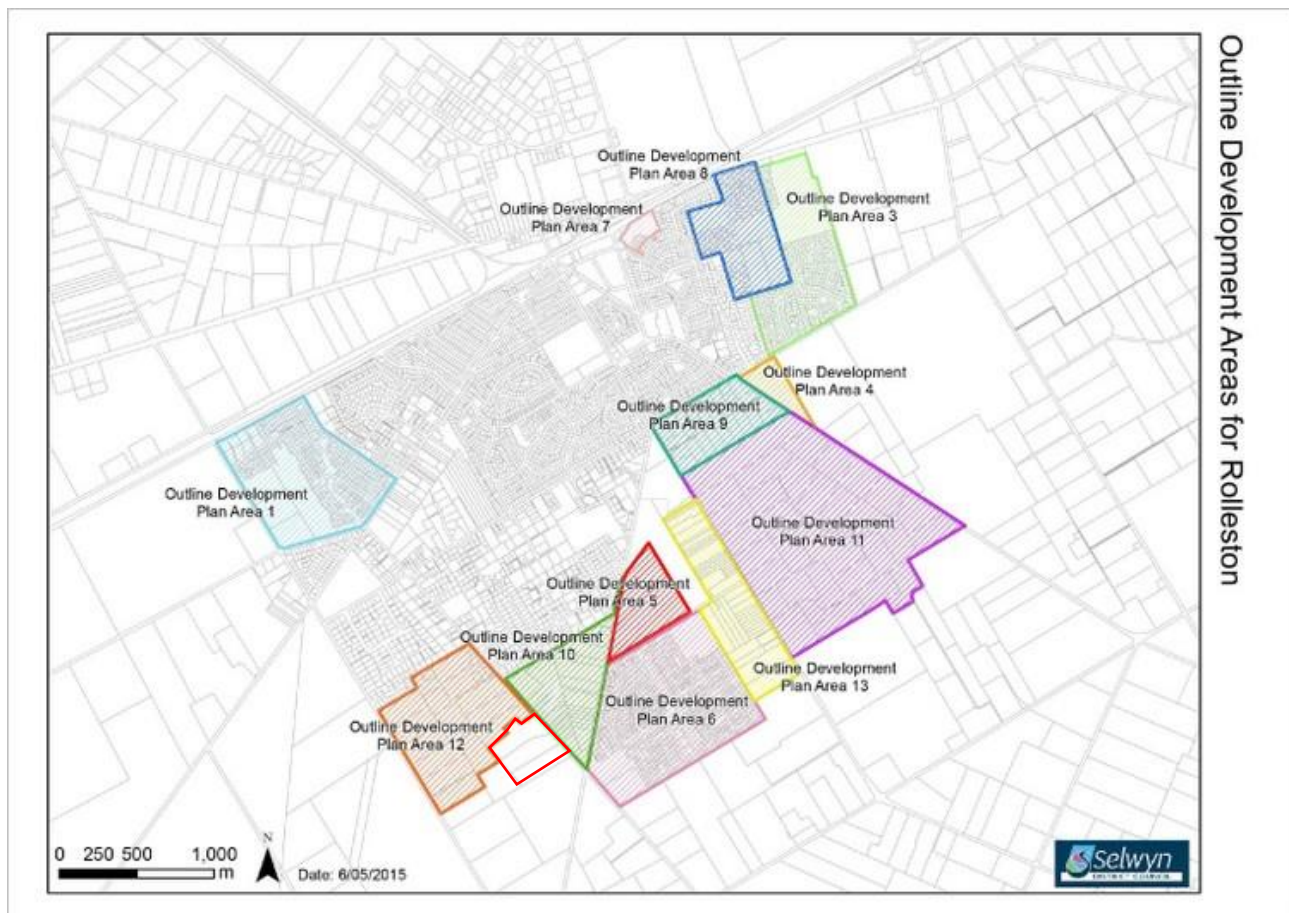 Outline Development Areas for Rolleston
Outline Development
Plan Area 8
Outline Development
Plan Area 3
Outline Development
Plan Area 7
Outline Development
Plan Area 4
Outline Development
Plan Area 9
Outline Development
Plan Area 1
Outline Development
Plan Area 11
Outline Development
Plan Area 5
Outline Development
Plan Area 10
Outline Development
Plan Area 13
Outline Development
Plan Area 6
Outline Development
Plan Area 12
0 250 500 1,000
m
N
Date: 6/05/2015
Selwyn
DISTRICT COUNCIL